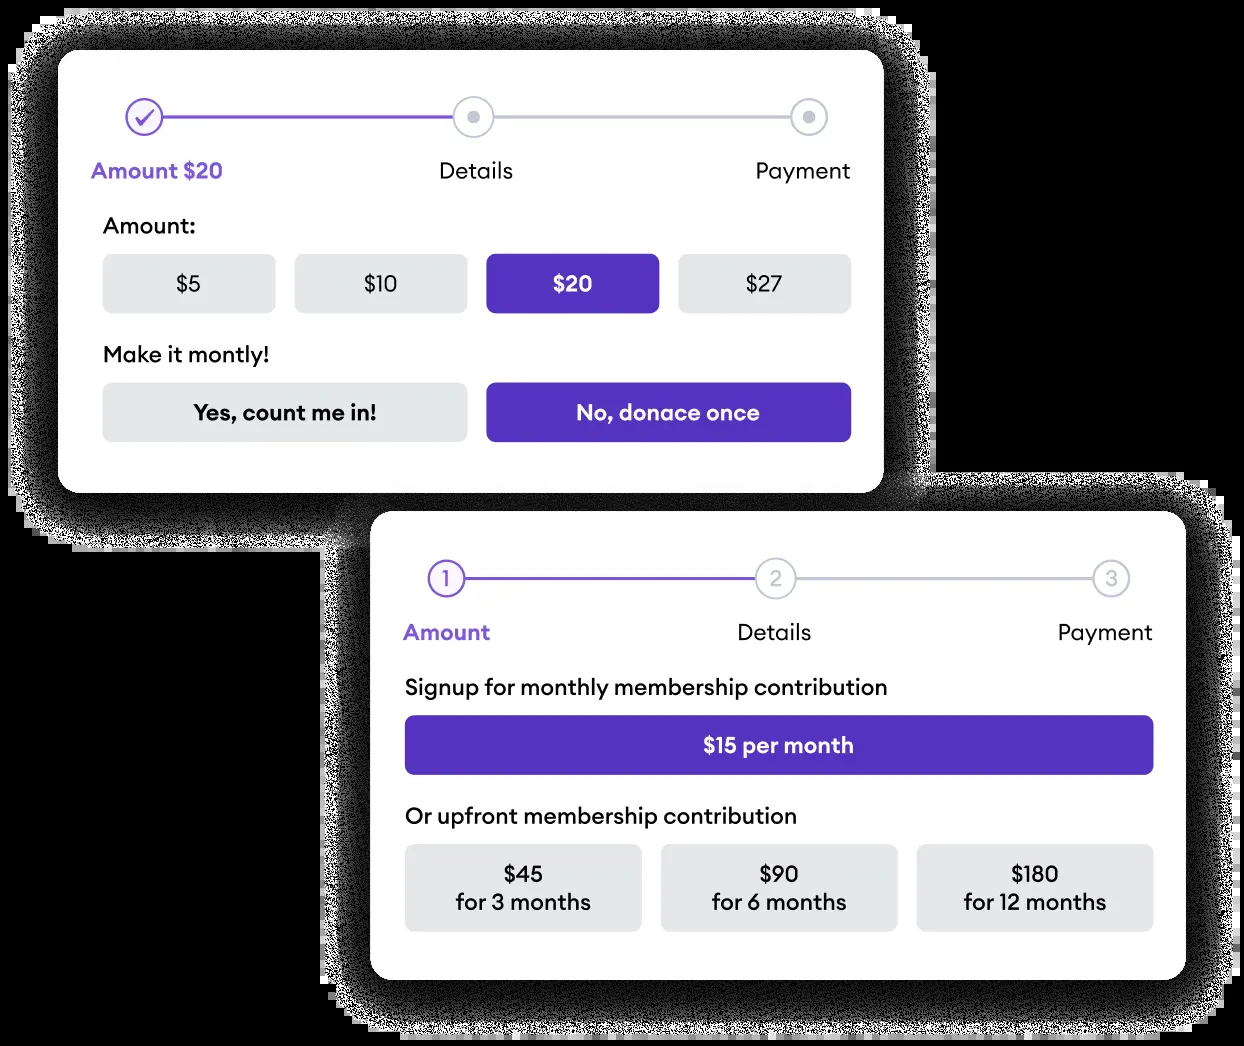 Amount $20
Details
Payment
Amount:
$5
$10
$20
$27
Make it montly!
Yes, count me in!
No, donace once
1
2
3
Amount
Details
Payment
Signup for monthly membership contribution
$15 per month
Or upfront membership contribution
$45
for 3 months
$90
for 6 months
$180
for 12 months